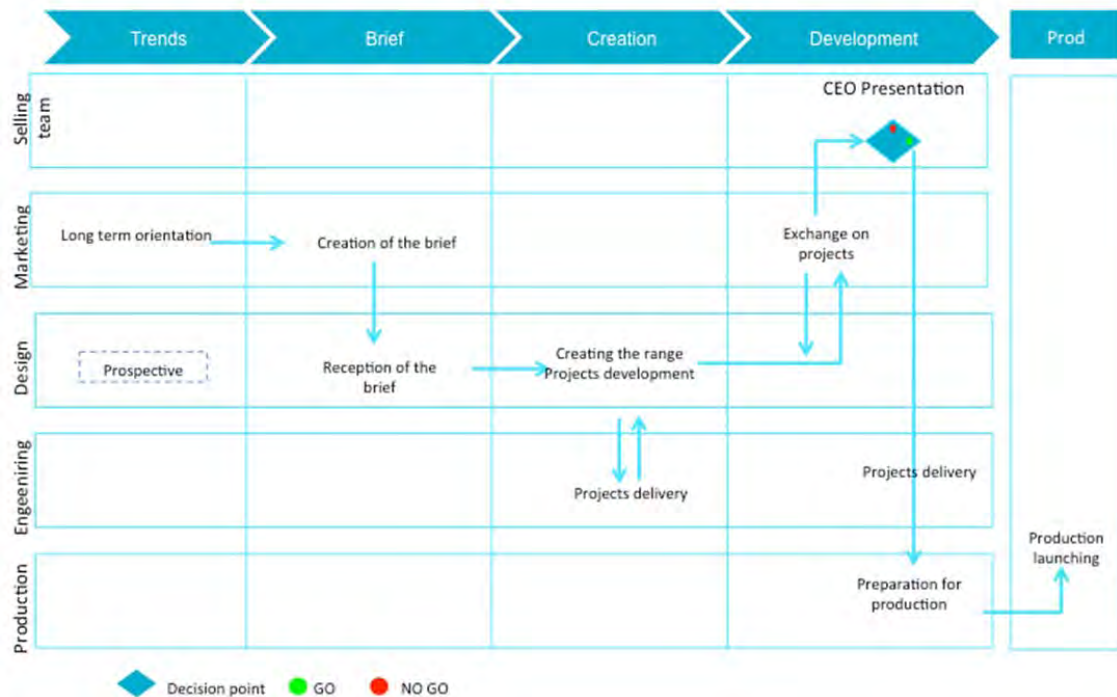 Trends
Brief
Creation
Development
Prod
Selling
team
CEO Presentation
Marketing
Long term orientation
Creation of the brief
Exchange on
projects
Design
Prospective
Reception of the
brief
Creating the range
Projects development
Engeeniring
Projects delivery
Projects delivery
Production
Preparation for
production
Production
launching
Decision point
GO
NO GO